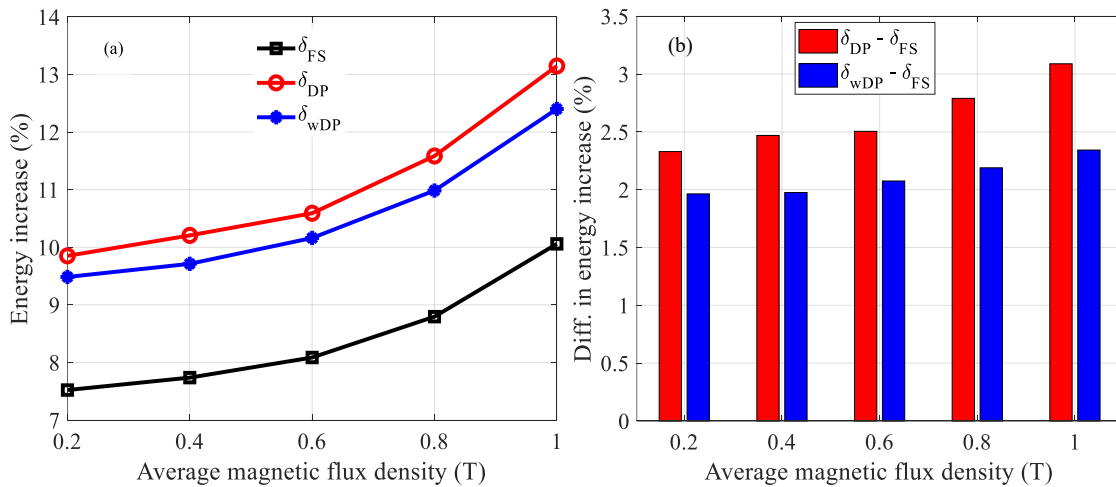 (a)
δFS
δDP
δwDP
14
13
12
11
10
9
8
7
0.2
0.4
0.6
0.8
1
Energy increase (%)
Average magnetic flux density (T)
(b)
δDP - δFS
δwDP - δFS
3.5
3
2.5
2
1.5
1
0.5
0
0.2
0.4
0.6
0.8
1
Diff. in energy increase (%)
Average magnetic flux density (T)